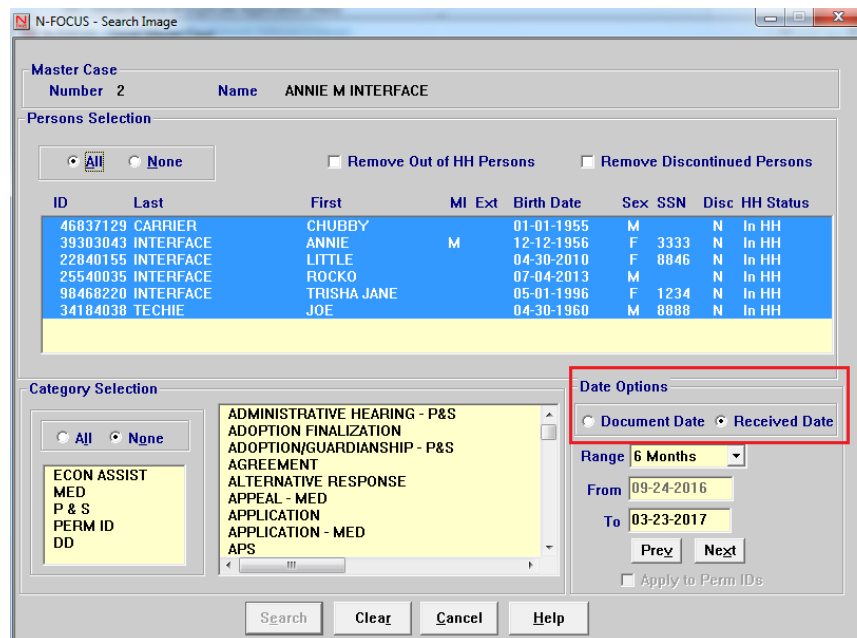 N-FOCUS - Search Image
Master Case
Number 2 Name ANNIE M INTERFACE
Persons Selection
All None Remove Out of HH Persons Remove Discontinued Persons
ID Last First MI Ext Birth Date Sex SSN Disc HH Status
46837129 CARRIER CHUBBY 01-01-1955 M N In HH
39303043 INTERFACE ANNIE M 12-12-1956 F 3333 N In HH
22840155 INTERFACE LITTLE 04-30-2010 F 8846 N In HH
25540035 INTERFACE ROCKO 07-04-2013 M N In HH
98468220 INTERFACE TRISHA JANE 05-01-1996 F 1234 N In HH
34184038 TECHIE JOE 04-30-1960 M 8888 N In HH
Category Selection
All None
ECON ASSIST
MED
P & S
PERM ID
DD
ADMINISTRATIVE HEARING - P&S
ADOPTION FINALIZATION
ADOPTION/GUARDIANSHIP - P&S
AGREEMENT
ALTERNATIVE RESPONSE
APPEAL - MED
APPLICATION
APPLICATION - MED
APS
Date Options
Document Date Received Date
Range 6 Months
From 09-24-2016
To 03-23-2017
Prev Next
Apply to Perm IDs
Search Clear Cancel Help